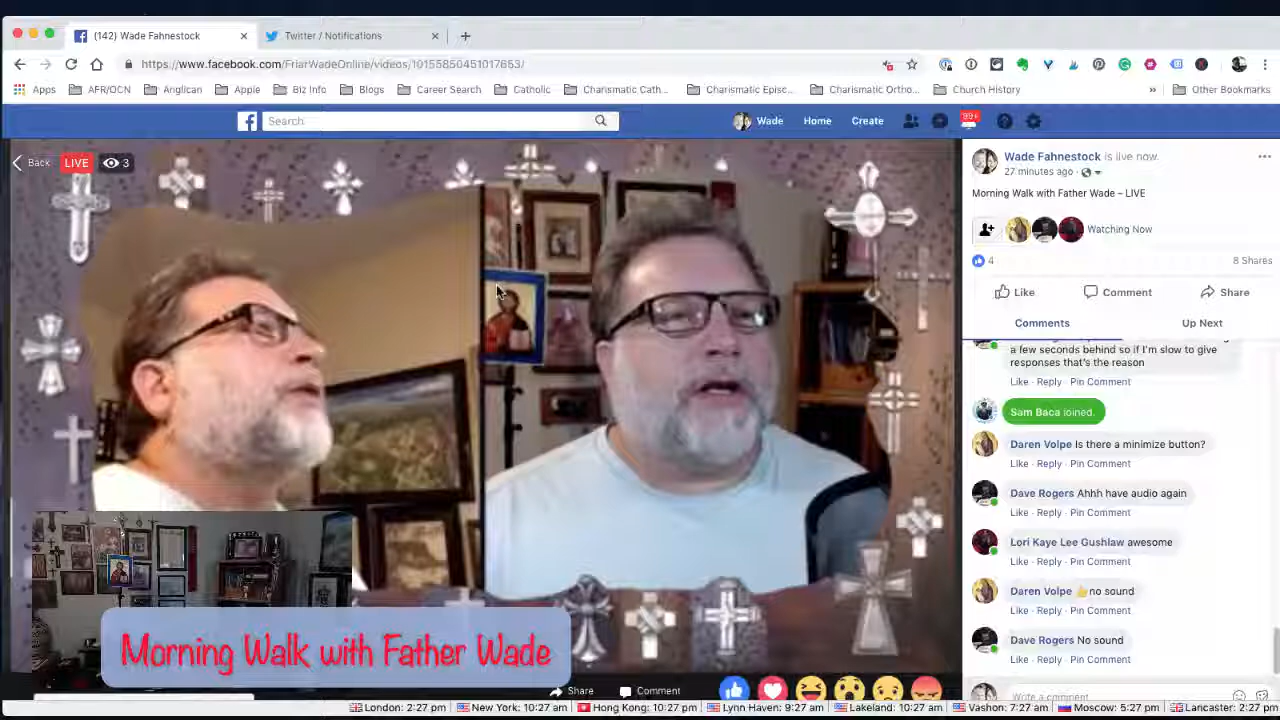 (142) Wade Fahnestock
Twitter / Notifications
https://www.facebook.com/FriarWadeOnline/videos/10155850451017653/
Apps AFR/OCN Anglican Apple Biz Info Blogs Career Search Catholic Charismatic Cath... Charismatic Episc... Charismatic Ortho... Church History » Other Bookmarks
Search
Wade Home Create 99+
Back LIVE 3
Wade Fahnestock is live now.
27 minutes ago
Morning Walk with Father Wade - LIVE
Watching Now
4 8 Shares
Like Comment Share
Comments Up Next
a few seconds behind so if I'm slow to give
responses that's the reason
Like · Reply · Pin Comment
Sam Baca joined.
Daren Volpe Is there a minimize button?
Like · Reply · Pin Comment
Dave Rogers Ahhh have audio again
Like · Reply · Pin Comment
Lori Kaye Lee Gushlaw awesome
Like · Reply · Pin Comment
Daren Volpe 👍no sound
Like · Reply · Pin Comment
Dave Rogers No sound
Like · Reply · Pin Comment
Write a comment...
Morning Walk with Father Wade
Share Comment
London: 2:27 pm New York: 10:27 am Hong Kong: 10:27 pm Lynn Haven: 9:27 am Lakeland: 10:27 am Vashon: 7:27 am Moscow: 5:27 pm Lancaster: 2:27 pm